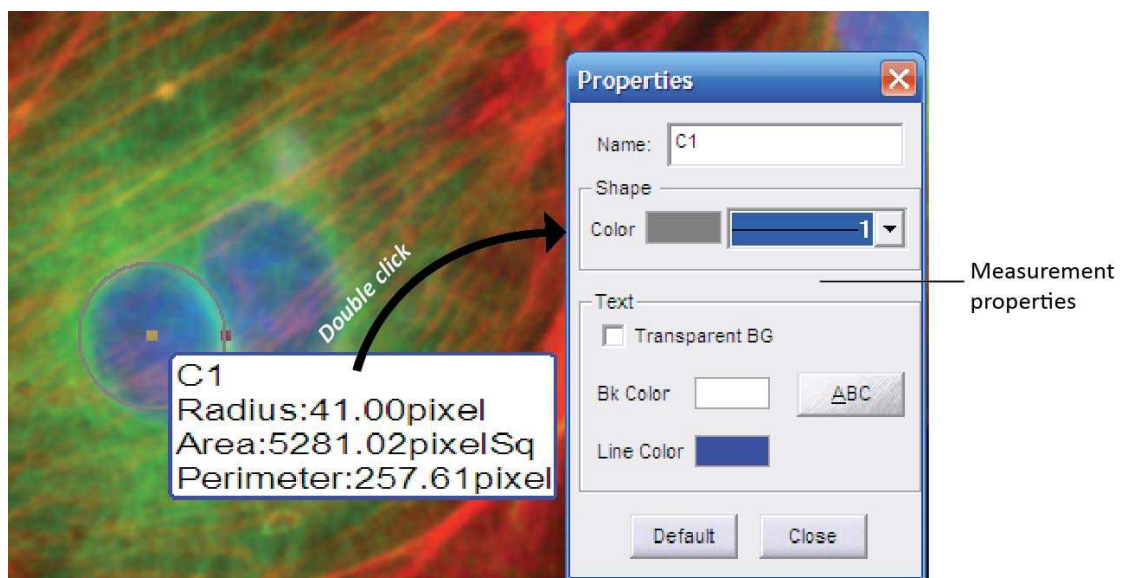 Properties
Name: C1
Shape
Color 1
Measurement
properties
Double click
Text
Transparent BG
C1
Radius:41.00pixel
Area:5281.02pixelSq
Perimeter:257.61pixel
Bk Color ABC
Line Color
Default Close